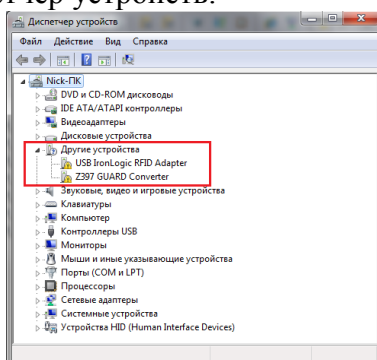 Диспетчер устройств
Файл Действие Вид Справка
Nick-ПК
DVD и CD-ROM дисководы
IDE ATA/ATAPI контроллеры
Видеоадаптеры
Дисковые устройства
Другие устройства
USB IronLogic RFID Adapter
Z397 GUARD Converter
Звуковые, видео и игровые устройства
Клавиатуры
Компьютер
Контроллеры USB
Мониторы
Мыши и иные указывающие устройства
Порты (COM и LPT)
Процессоры
Сетевые адаптеры
Системные устройства
Устройства HID (Human Interface Devices)